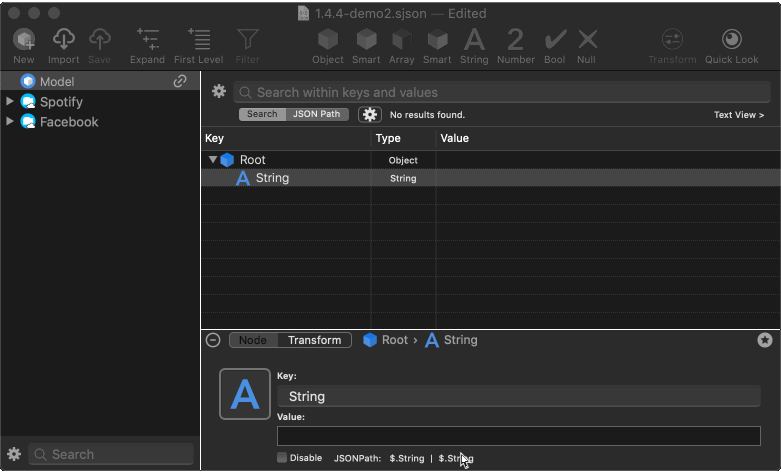 1.4.4-demo2.sjson — Edited
New Import Save Expand First Level Filter Object Smart Array Smart String Number Bool Null Transform Quick Look
2
Model
Spotify
Facebook
Search within keys and values
Search JSON Path No results found. Text View >
Key Type Value
Root Object
String String
Node Transform Root › String
Key:
String
Value:
Disable JSONPath: $.String | $.String
Search